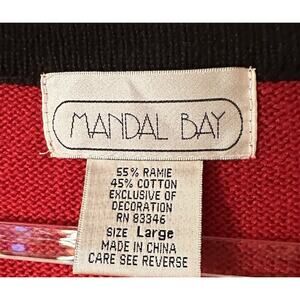 MANDAL BAY
55% RAMIE
45% COTTON
EXCLUSIVE OF
DECORATION
RN 83346
SIZE Large
MADE IN CHINA
CARE SEE REVERSE